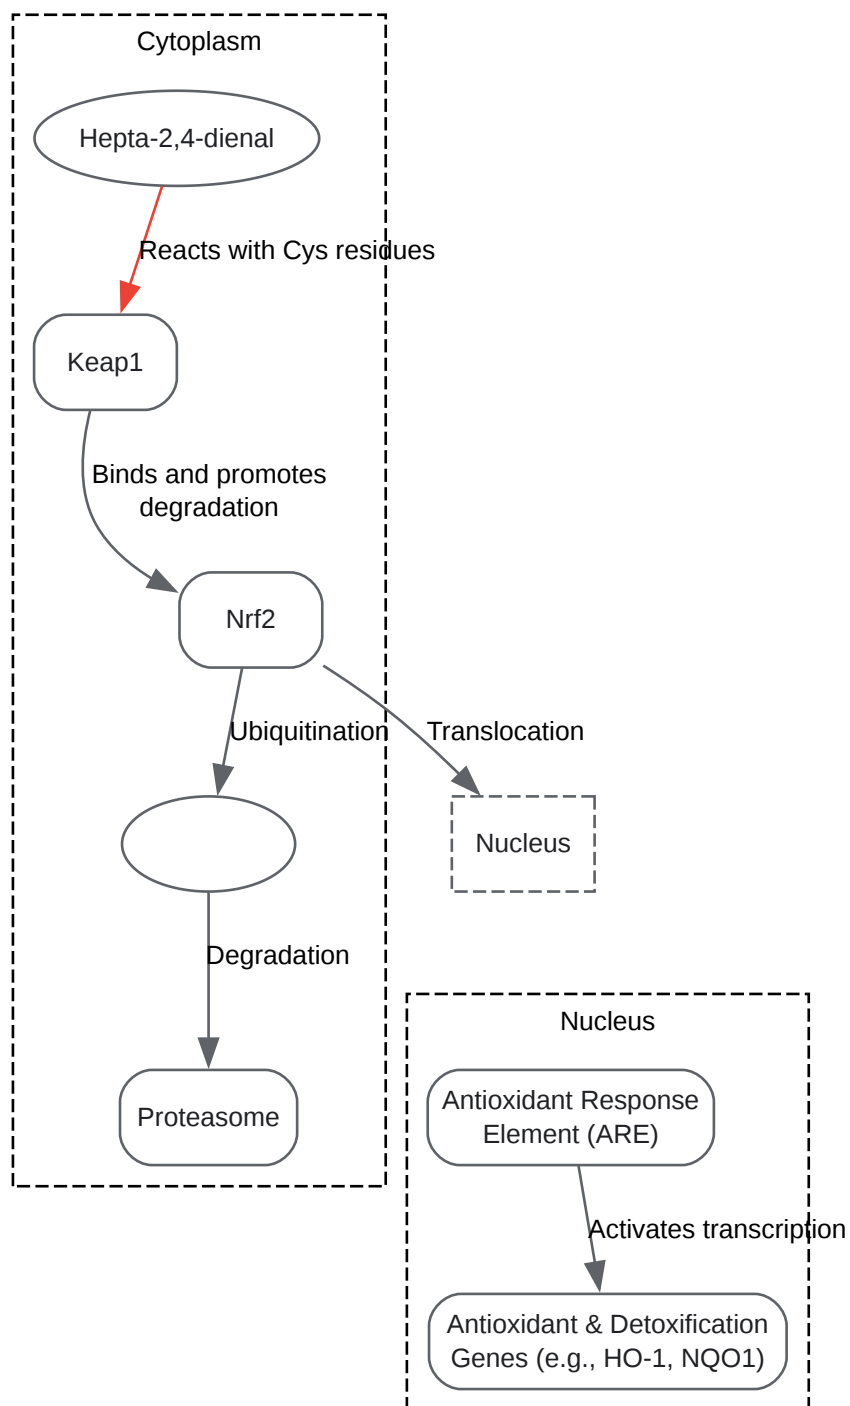 Cytoplasm
Hepta-2,4-dienal
Reacts with Cys residues
Keap1
Binds and promotes
degradation
Nrf2
Ubiquitination
Translocation
Nucleus
Degradation
Nucleus
Proteasome
Antioxidant Response
Element (ARE)
Activates transcription
Antioxidant & Detoxification
Genes (e.g., HO-1, NQO1)